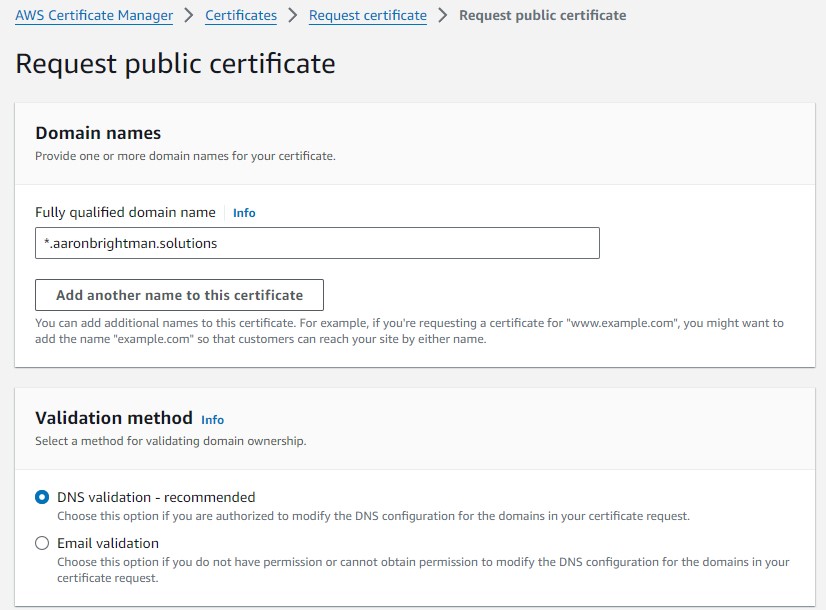 AWS Certificate Manager > Certificates > Request certificate > Request public certificate
Request public certificate
Domain names
Provide one or more domain names for your certificate.
Fully qualified domain name Info
*.aaronbrightman.solutions
Add another name to this certificate
You can add additional names to this certificate. For example, if you're requesting a certificate for "www.example.com", you might want to
add the name "example.com" so that customers can reach your site by either name.
Validation method Info
Select a method for validating domain ownership.
DNS validation - recommended
Choose this option if you are authorized to modify the DNS configuration for the domains in your certificate request.
Email validation
Choose this option if you do not have permission or cannot obtain permission to modify the DNS configuration for the domains in your
certificate request.